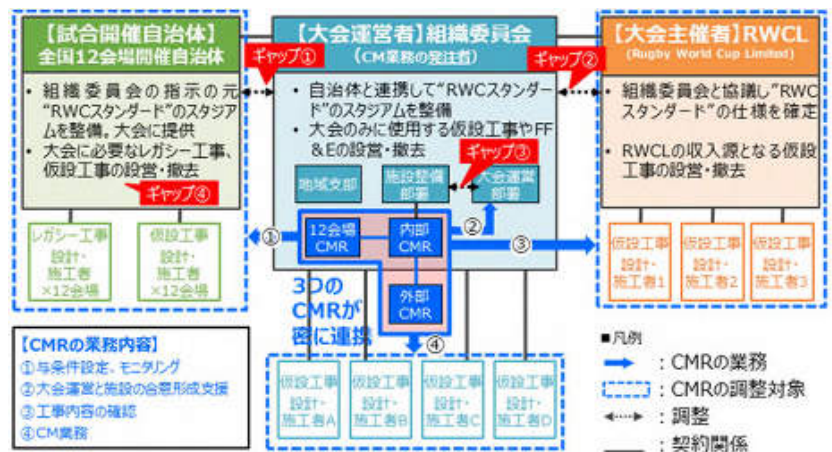 【試合開催自治体】
全国12会場開催自治体
ギャップ①
• 組織委員会の指示の元
"RWCスタンダード"のスタジア
ムを整備。大会に提供
• 大会に必要なレガシー工事、
仮設工事の設営・撤去
ギャップ④
レガシー工事
設計・
施工者
×12会場
仮設工事
設計・
施工者
×12会場
【大会運営者】組織委員会
(CM業務の発注者)
ギャップ②
• 自治体と連携して"RWCスタンダー
ド"のスタジアムを整備
• 大会のみに使用する仮設工事やFF
&Eの設営・撤去
ギャップ③
地域支部
施設整備
部署
大会運営
部署
12会場
CMR
内部
CMR
外部
CMR
①
②
③
④
3つの
CMRが
密に連携
仮設工事
設計・
施工者A
仮設工事
設計・
施工者B
仮設工事
設計・
施工者C
仮設工事
設計・
施工者D
【大会主催者】RWCL
(Rugby World Cup Limited)
• 組織委員会と協議し"RWC
スタンダード"の仕様を確定
• RWCLの収入源となる仮設
工事の設営・撤去
仮設工事
設計・
施工者1
仮設工事
設計・
施工者2
仮設工事
設計・
施工者3
【CMRの業務内容】
①与条件設定、モニタリング
②大会運営と施設の合意形成支援
③工事内容の確認
④CM業務
■凡例
：CMRの業務
：CMRの調整対象
：調整
：契約関係